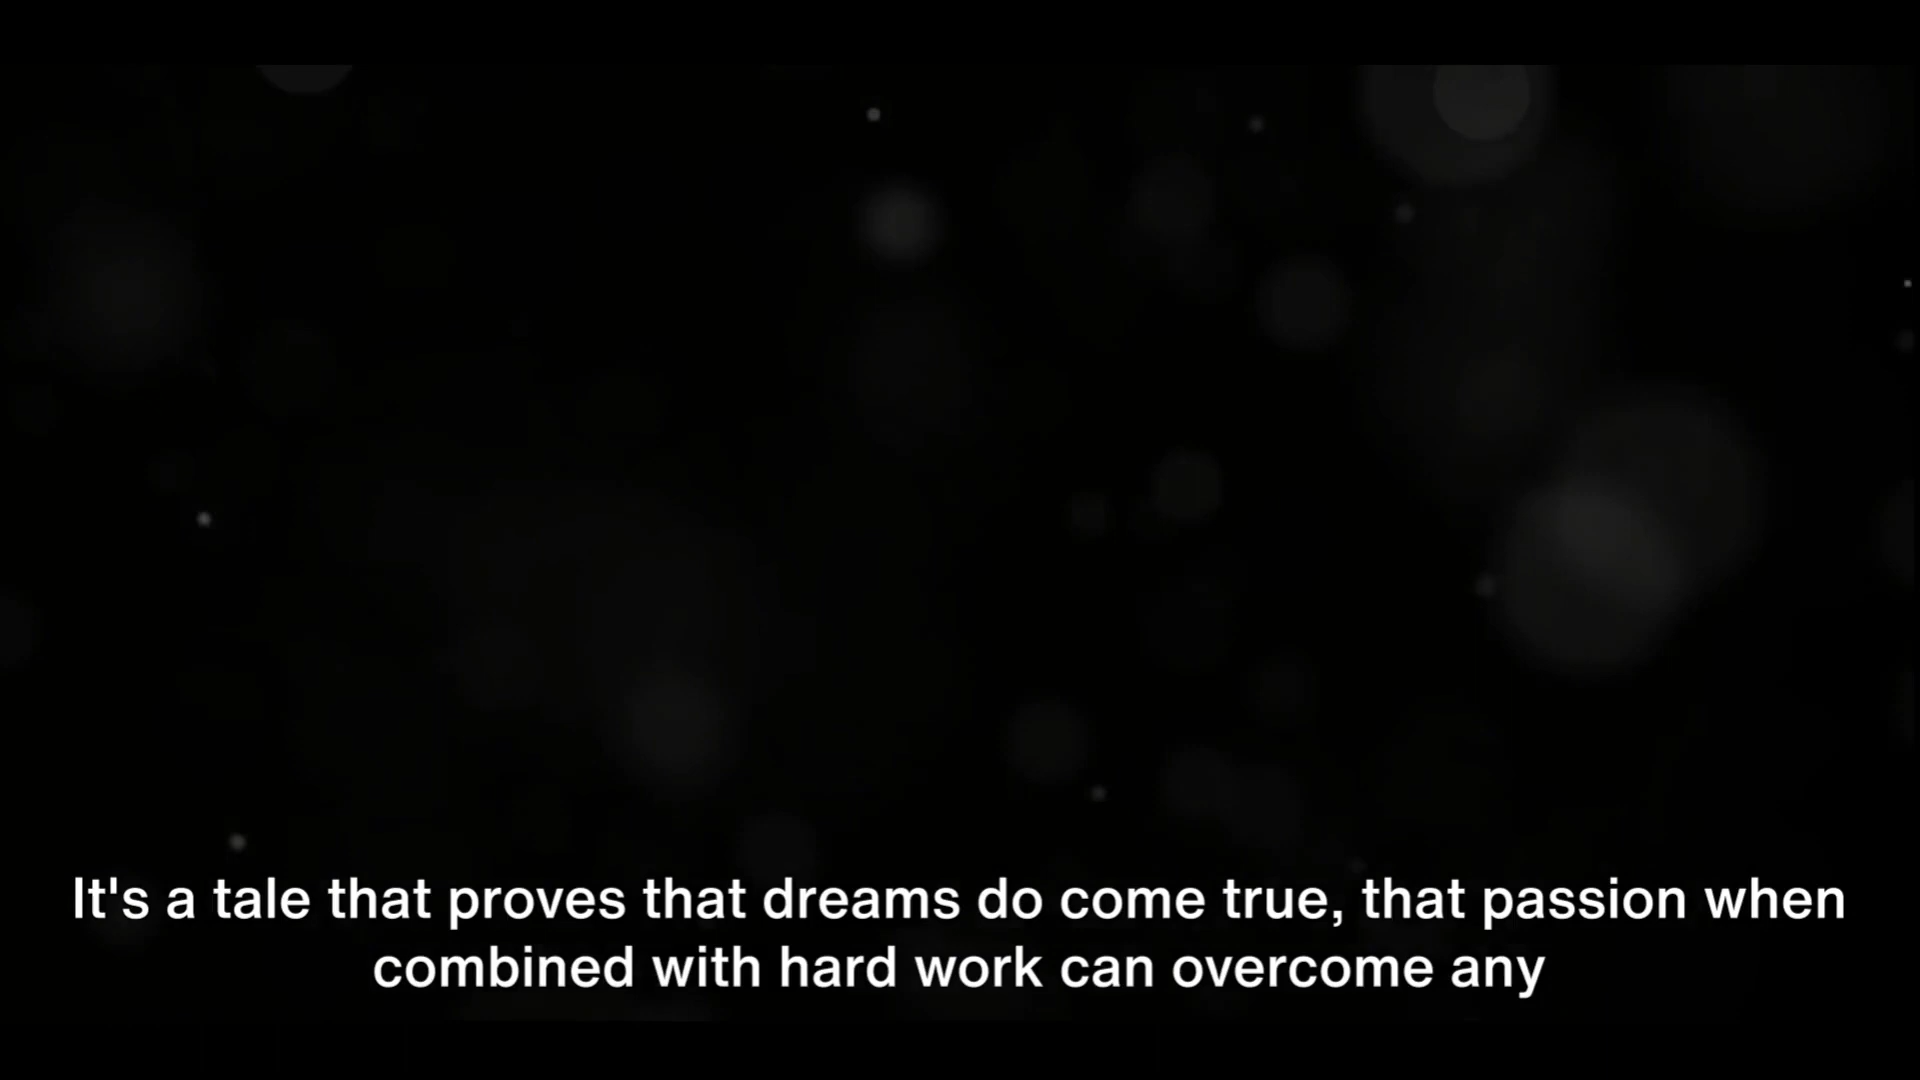 It's a tale that proves that dreams do come true, that passion when
combined with hard work can overcome any